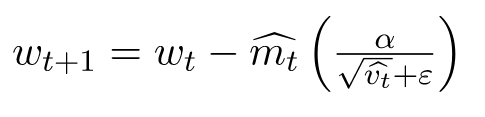 $w_{t+1} = w_t - \widehat{m_t} \left( \frac{\alpha}{\sqrt{\widehat{v_t}} + \varepsilon} \right)$